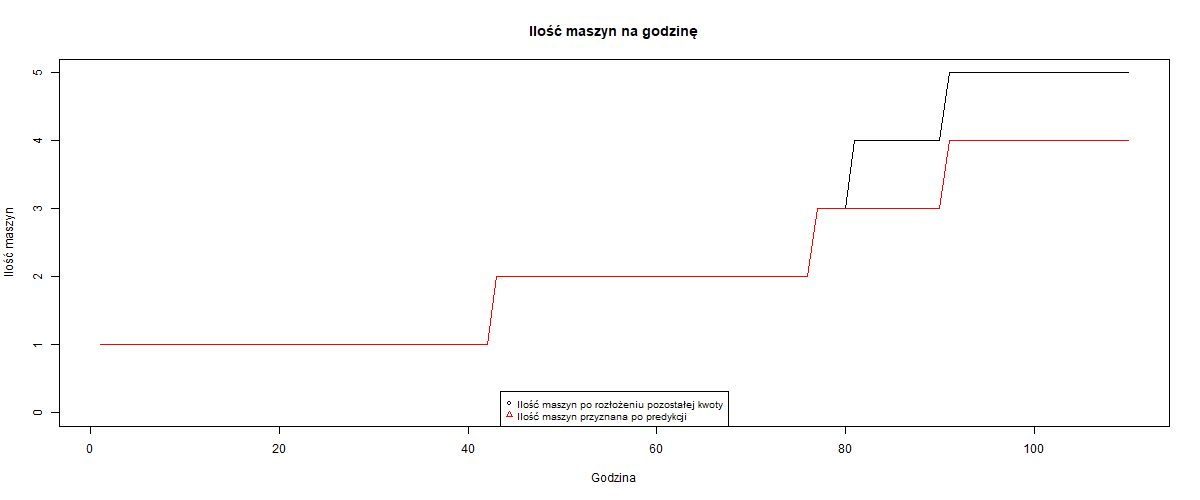 Ilość maszyn na godzinę
Ilość maszyn
5
4
3
2
1
0
Ilość maszyn po rozłożeniu pozostałej kwoty
Ilość maszyn przyznana po predykcji
0 20 40 60 80 100
Godzina